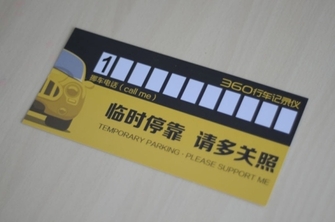 360行车记录仪
1
挪车电话(call me)
临时停靠 请多关照
TEMPORARY PARKING · PLEASE SUPPORT ME